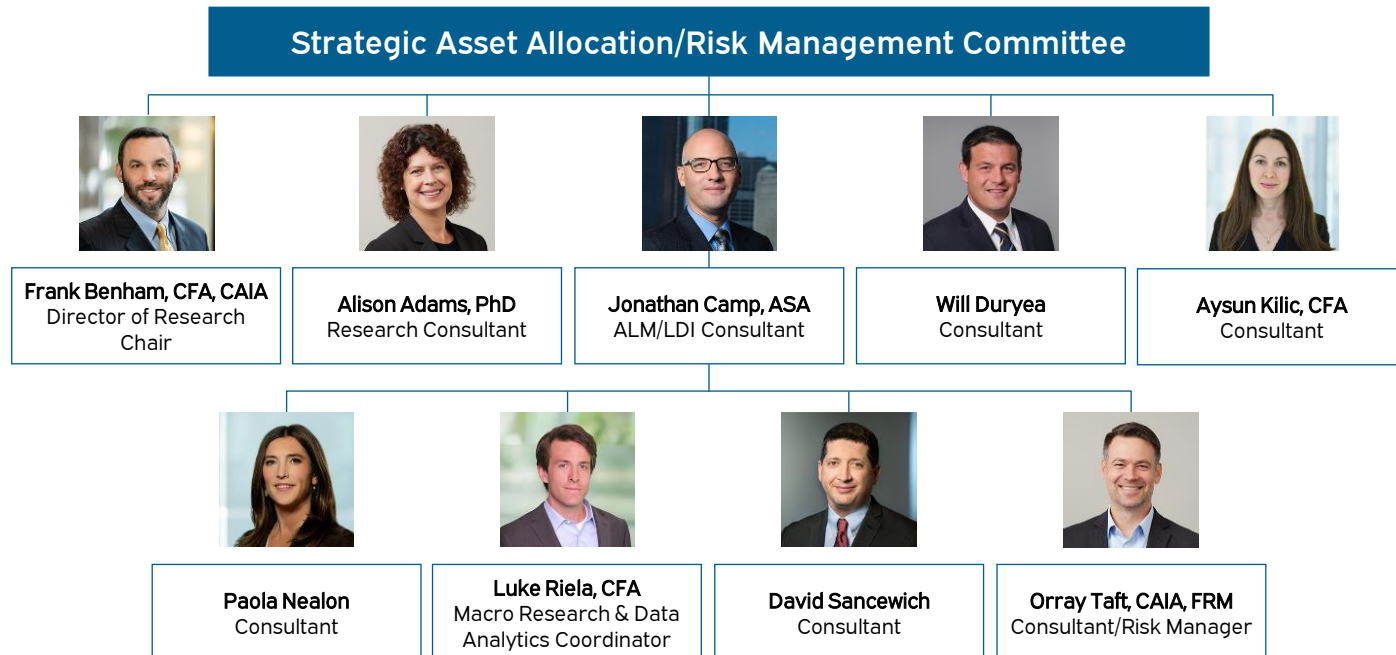 Strategic Asset Allocation/Risk Management Committee
Frank Benham, CFA, CAIA
Director of Research
Chair
Alison Adams, PhD
Research Consultant
Jonathan Camp, ASA
ALM/LDI Consultant
Will Duryea
Consultant
Aysun Kilic, CFA
Consultant
Paola Nealon
Consultant
Luke Riela, CFA
Macro Research & Data
Analytics Coordinator
David Sancewich
Consultant
Orray Taft, CAIA, FRM
Consultant/Risk Manager